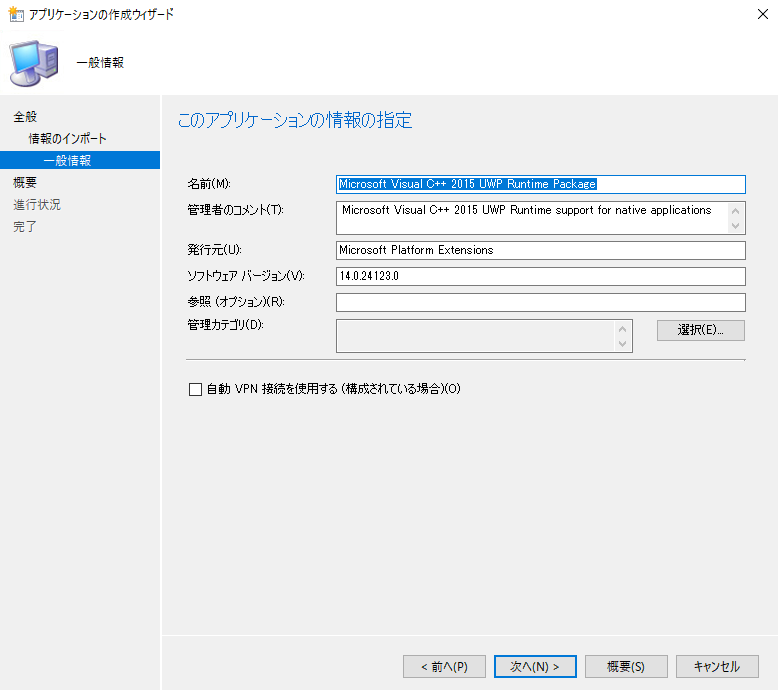 アプリケーションの作成ウィザード
一般情報
全般
情報のインポート
一般情報
概要
進行状況
完了
このアプリケーションの情報の指定
名前(M):
Microsoft Visual C++ 2015 UWP Runtime Package
管理者のコメント(T):
Microsoft Visual C++ 2015 UWP Runtime support for native applications
発行元(U):
Microsoft Platform Extensions
ソフトウェア バージョン(V):
14.0.24123.0
参照 (オプション)(R):
管理カテゴリ(D):
選択(E)...
自動 VPN 接続を使用する (構成されている場合)(O)
< 前へ(P)
次へ(N) >
概要(S)
キャンセル